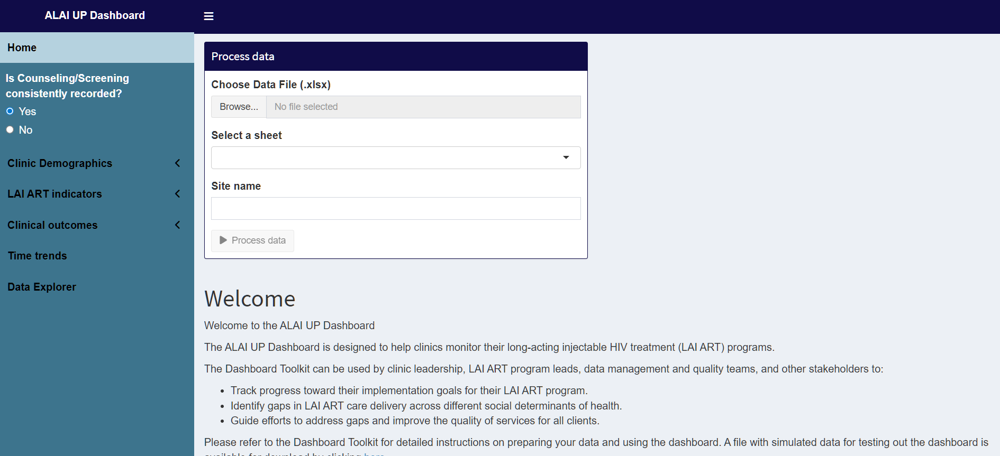 ALAI UP Dashboard
Home
Is Counseling/Screening
consistently recorded?
Yes
No
Clinic Demographics
LAI ART indicators
Clinical outcomes
Time trends
Data Explorer
Process data
Choose Data File (.xlsx)
Browse... No file selected
Select a sheet
Site name
Process data
Welcome
Welcome to the ALAI UP Dashboard
The ALAI UP Dashboard is designed to help clinics monitor their long-acting injectable HIV treatment (LAI ART) programs.
The Dashboard Toolkit can be used by clinic leadership, LAI ART program leads, data management and quality teams, and other stakeholders to:
• Track progress toward their implementation goals for their LAI ART program.
• Identify gaps in LAI ART care delivery across different social determinants of health.
• Guide efforts to address gaps and improve the quality of services for all clients.
Please refer to the Dashboard Toolkit for detailed instructions on preparing your data and using the dashboard. A file with simulated data for testing out the dashboard is
available for download by clicking here